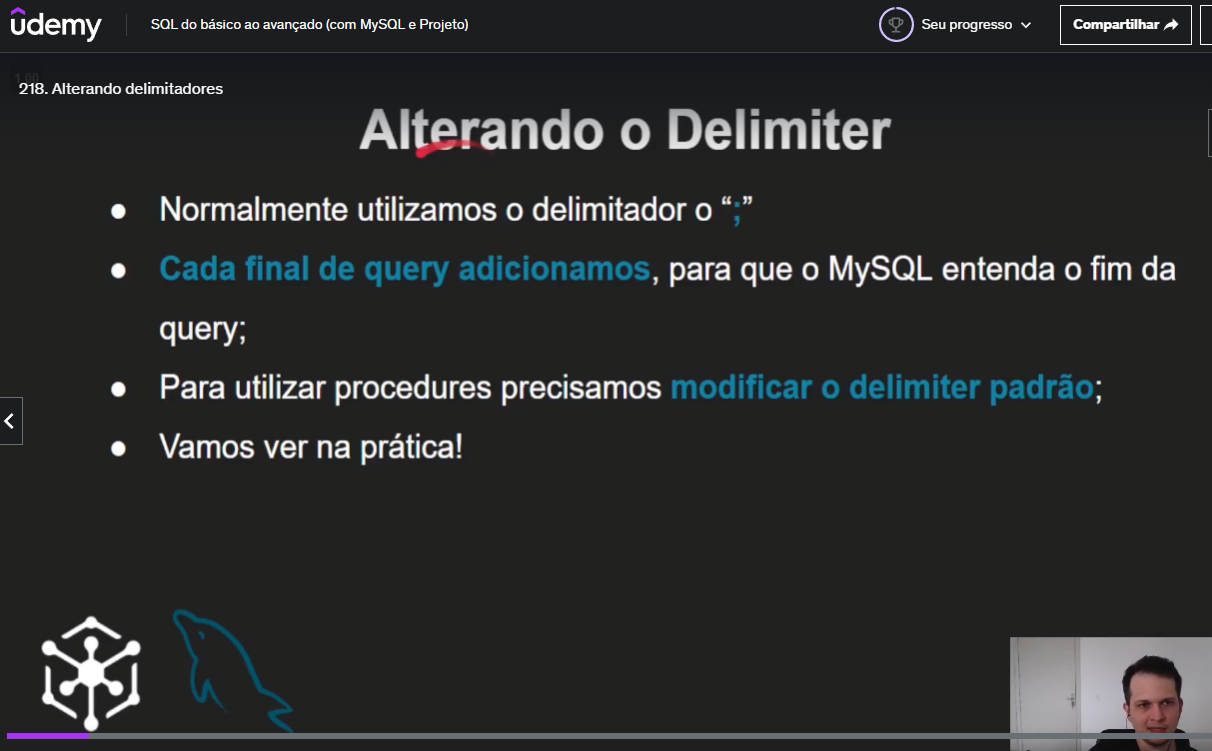 ûdemy
SQL do básico ao avançado (com MySQL e Projeto)
Seu progresso
Compartilhar
1.00
218. Alterando delimitadores
Alterando o Delimiter
● Normalmente utilizamos o delimitador o “;”
● Cada final de query adicionamos, para que o MySQL entenda o fim da
query;
● Para utilizar procedures precisamos modificar o delimiter padrão;
● Vamos ver na prática!